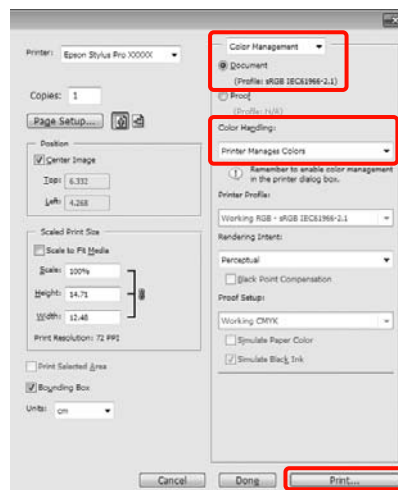 Printer: Epson Stylus Pro XXXXX
Copies: 1
Page Setup...
Position
Center Image
Top: 6.332
Left: 4.268
Scaled Print Size
Scale to Fit Media
Scale: 100%
Height: 14.71
Width: 12.48
Print Resolution: 72 PPI
Print Selected Area
Bounding Box
Units: cm
Color Management
Document
(Profile: sRGB IEC61966-2.1)
Proof
(Profile: N/A)
Color Handling:
Printer Manages Colors
Remember to enable color management
in the printer dialog box.
Printer Profile:
Working RGB - sRGB IEC61966-2.1
Rendering Intent:
Perceptual
Black Point Compensation
Proof Setup:
Working CMYK
Simulate Paper Color
Simulate Black Ink
Cancel
Done
Print...